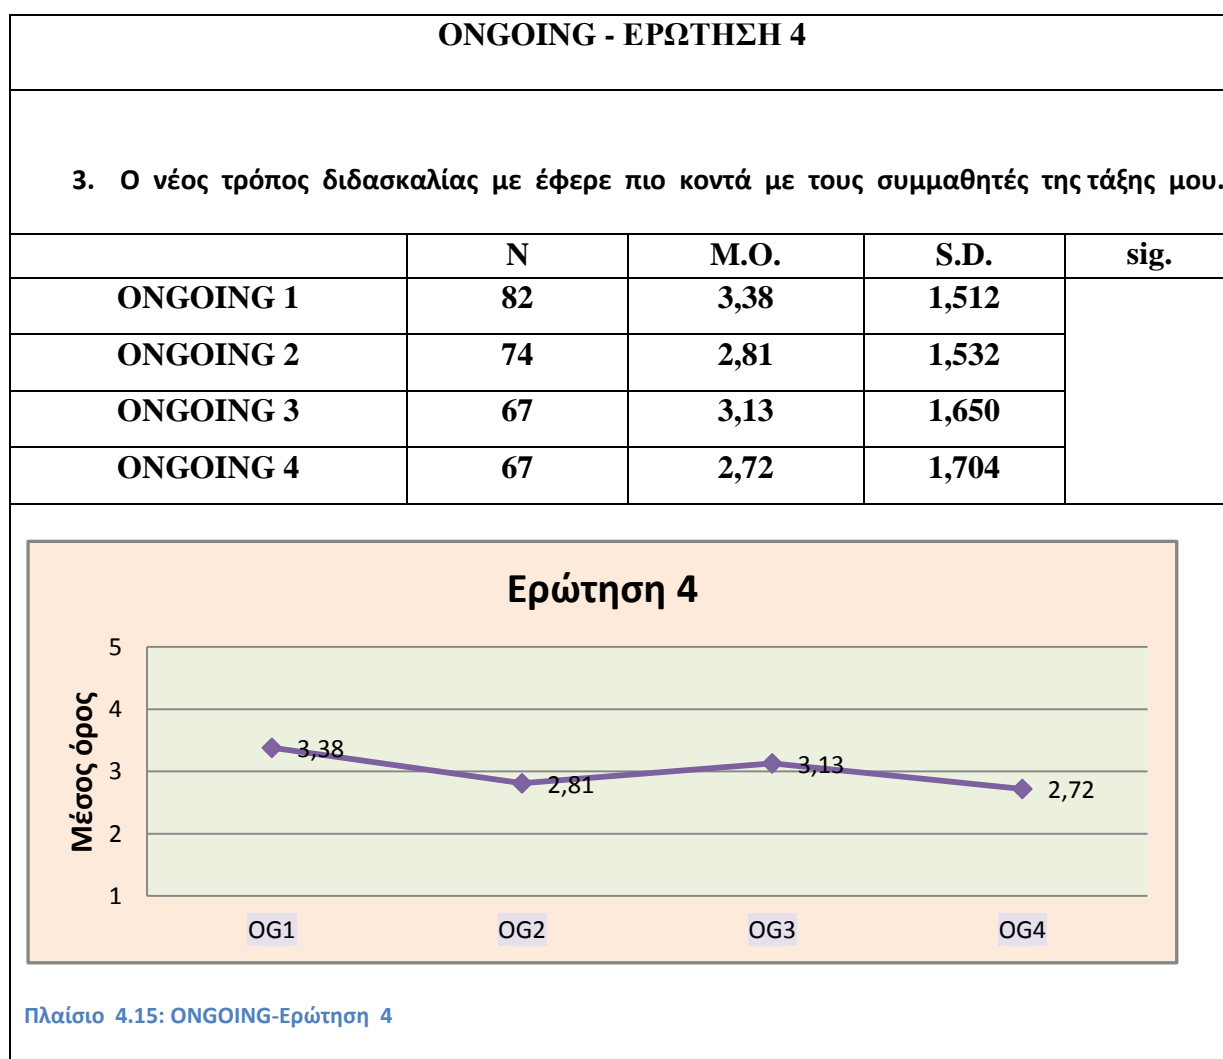 ONGOING - ΕΡΩΤΗΣΗ 4
3. Ο νέος τρόπος διδασκαλίας με έφερε πιο κοντά με τους συμμαθητές της τάξης μου.
N M.O. S.D. sig.
ONGOING 1 82 3,38 1,512
ONGOING 2 74 2,81 1,532
ONGOING 3 67 3,13 1,650
ONGOING 4 67 2,72 1,704
Ερώτηση 4
Μέσος όρος
5
4
3
2
1
3,38
2,81
3,13
2,72
OG1 OG2 OG3 OG4
Πλαίσιο 4.15: ONGOING-Ερώτηση 4